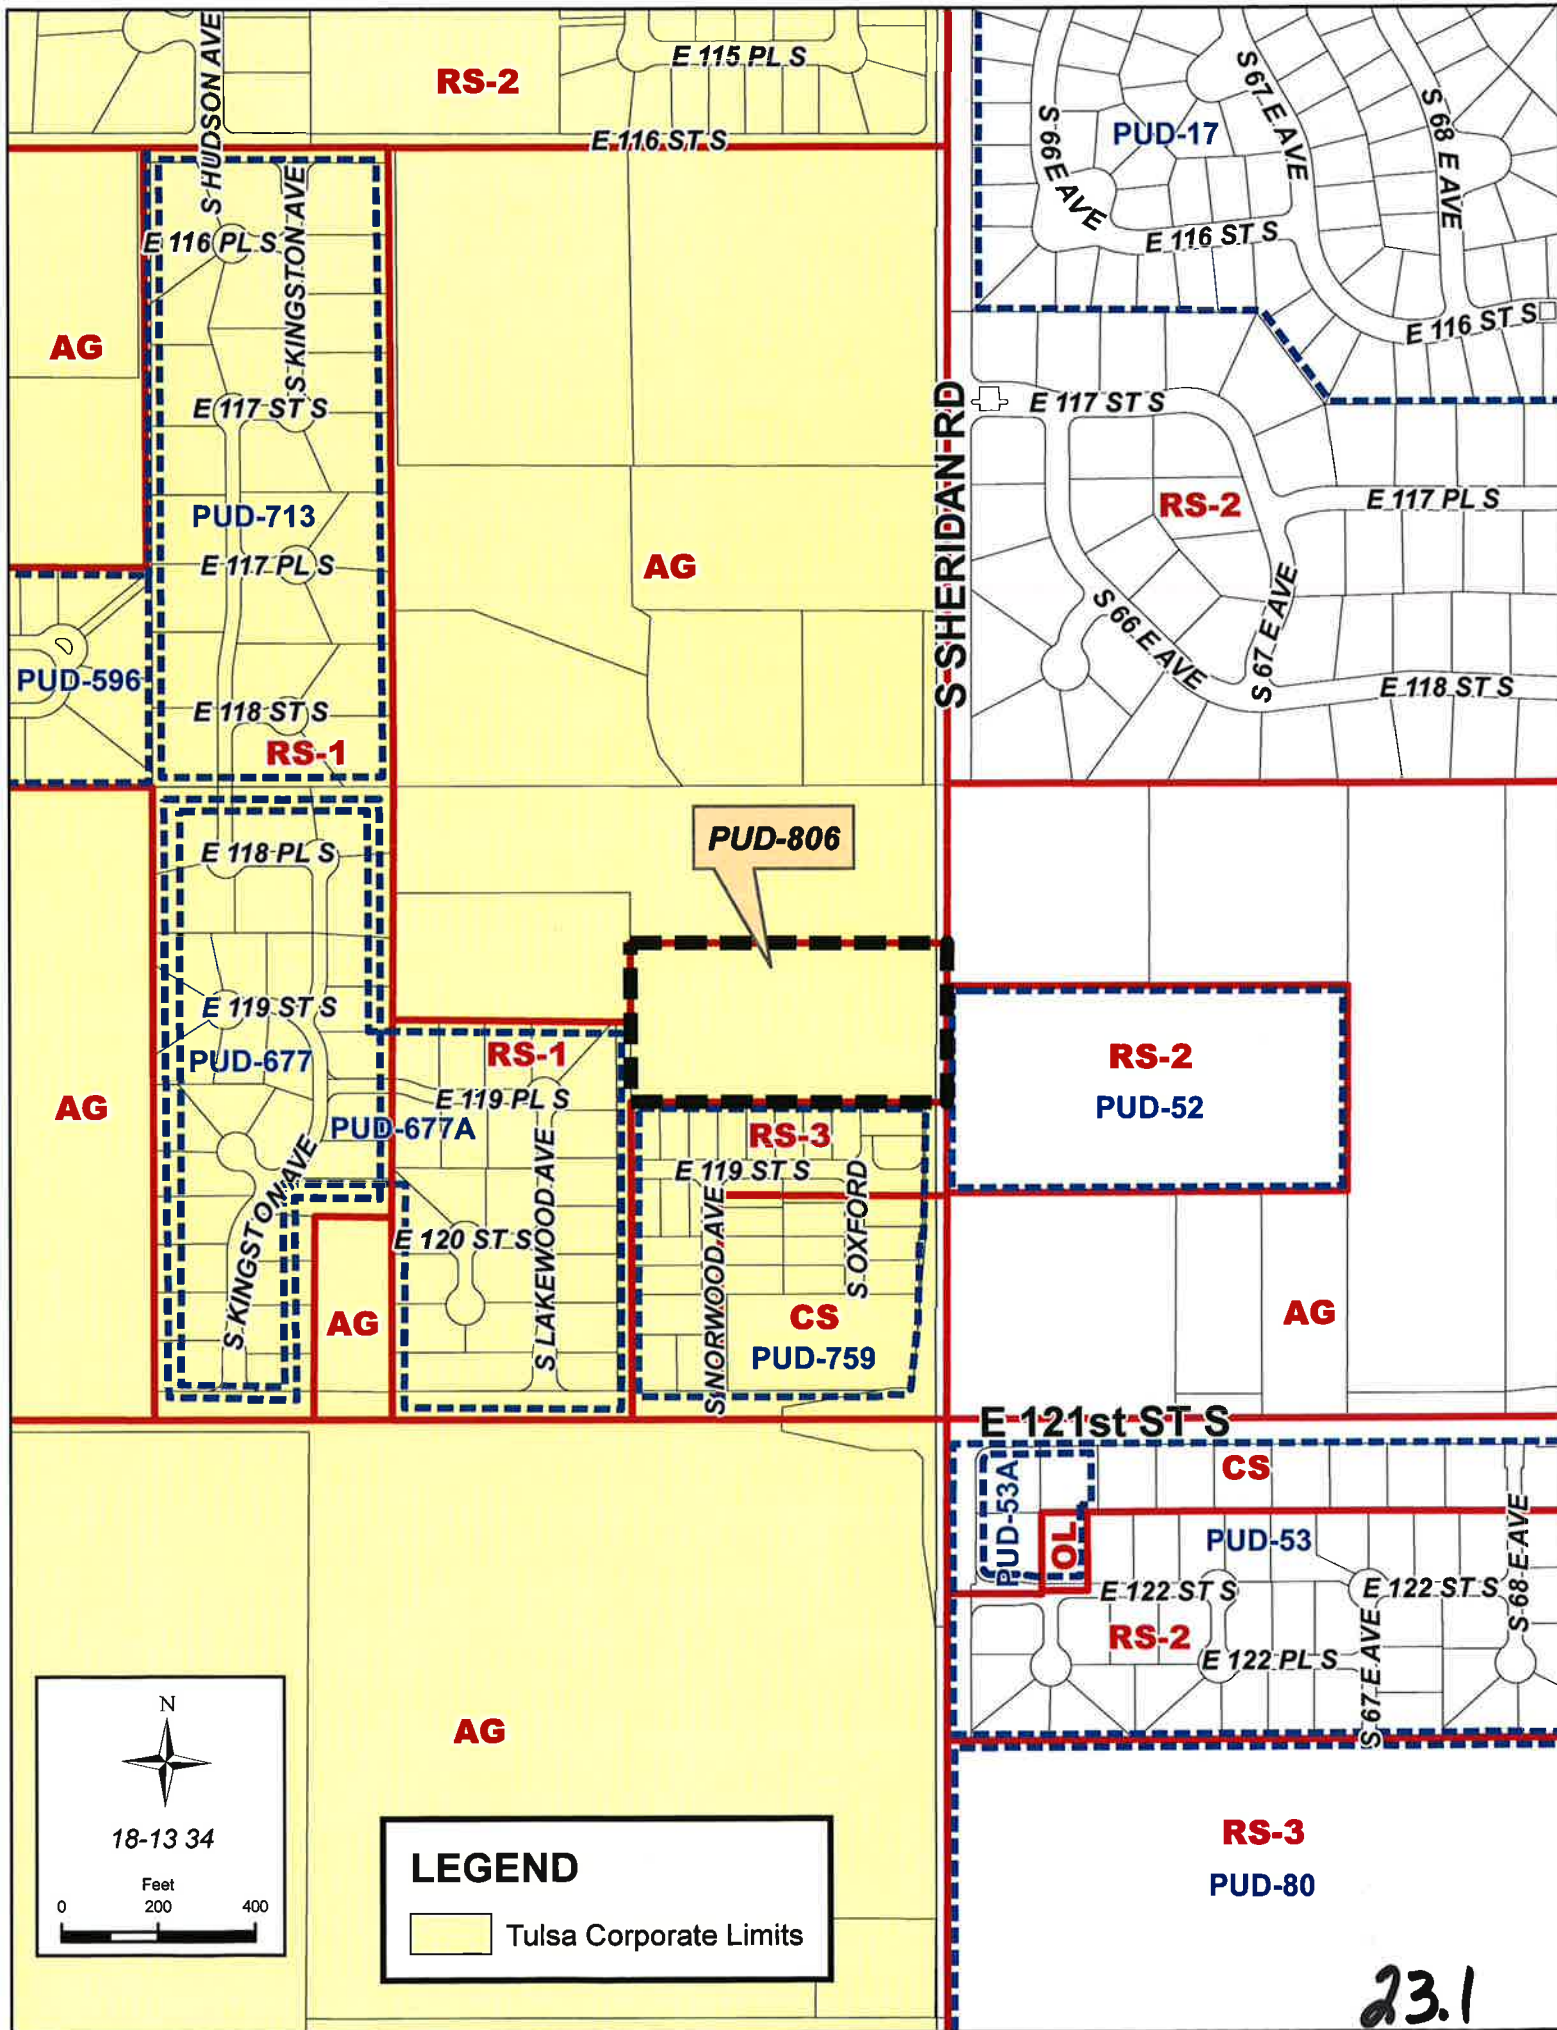 S HUDSON AVE
RS-2
E 115 PL S
E 116 ST S
S 66 E AVE
PUD-17
S 67 E AVE
S 68 E AVE
E 116 ST S
E 116 ST S
AG
E 116 PL S
S KINGSTON AVE
E 117 ST S
PUD-713
E 117 PL S
PUD-596
E 118 ST S
RS-1
AG
S SHERIDAN RD
E 117 ST S
RS-2
E 117 PL S
S 66 E AVE
S 67 E AVE
E 118 ST S
PUD-806
E 118 PL S
E 119 ST S
PUD-677
AG
RS-1
E 119 PL S
PUD-677A
RS-3
E 119 ST S
RS-2
PUD-52
S KINGSTON AVE
AG
E 120 ST S
S LAKEWOOD AVE
S NORWOOD AVE
S OXFORD
CS
PUD-759
AG
E 121st ST S
CS
PUD-53A
OL
PUD-53
S 68 E AVE
E 122 ST S
E 122 ST S
RS-2
E 122 PL S
S 67 E AVE
AG
N
18-13 34
Feet
0 200 400
LEGEND
Tulsa Corporate Limits
RS-3
PUD-80
23.1